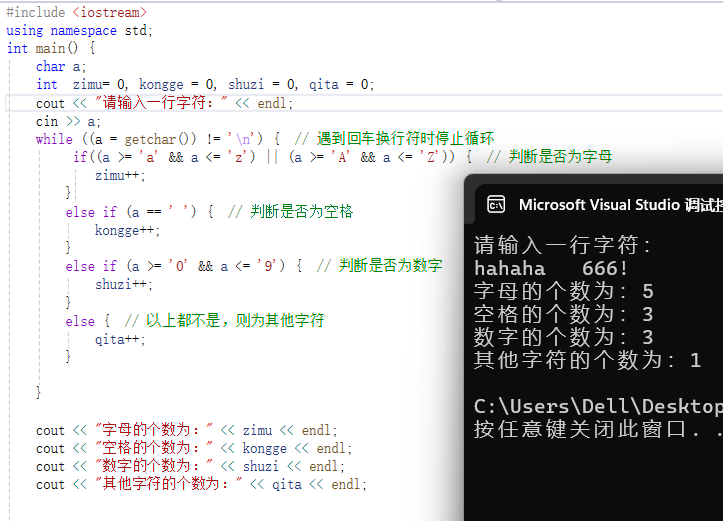 #include <iostream>
using namespace std;
int main() {
char a;
int  zimu= 0, kongge = 0, shuzi = 0, qita = 0;
cout << "请输入一行字符：" << endl;
cin >> a;
while ((a = getchar()) != '\n') {  // 遇到回车换行符时停止循环
if((a >= 'a' && a <= 'z') || (a >= 'A' && a <= 'Z')) {  // 判断是否为字母
zimu++;
}
else if (a == ' ') {  // 判断是否为空格
kongge++;
}
else if (a >= '0' && a <= '9') {  // 判断是否为数字
shuzi++;
}
else {  // 以上都不是，则为其他字符
qita++;
}
}
cout << "字母的个数为：" << zimu << endl;
cout << "空格的个数为：" << kongge << endl;
cout << "数字的个数为：" << shuzi << endl;
cout << "其他字符的个数为：" << qita << endl;
Microsoft Visual Studio 调试
请输入一行字符：
hahaha   666!
字母的个数为：5
空格的个数为：3
数字的个数为：3
其他字符的个数为：1
C:\Users\Dell\Desktop
按任意键关闭此窗口. .